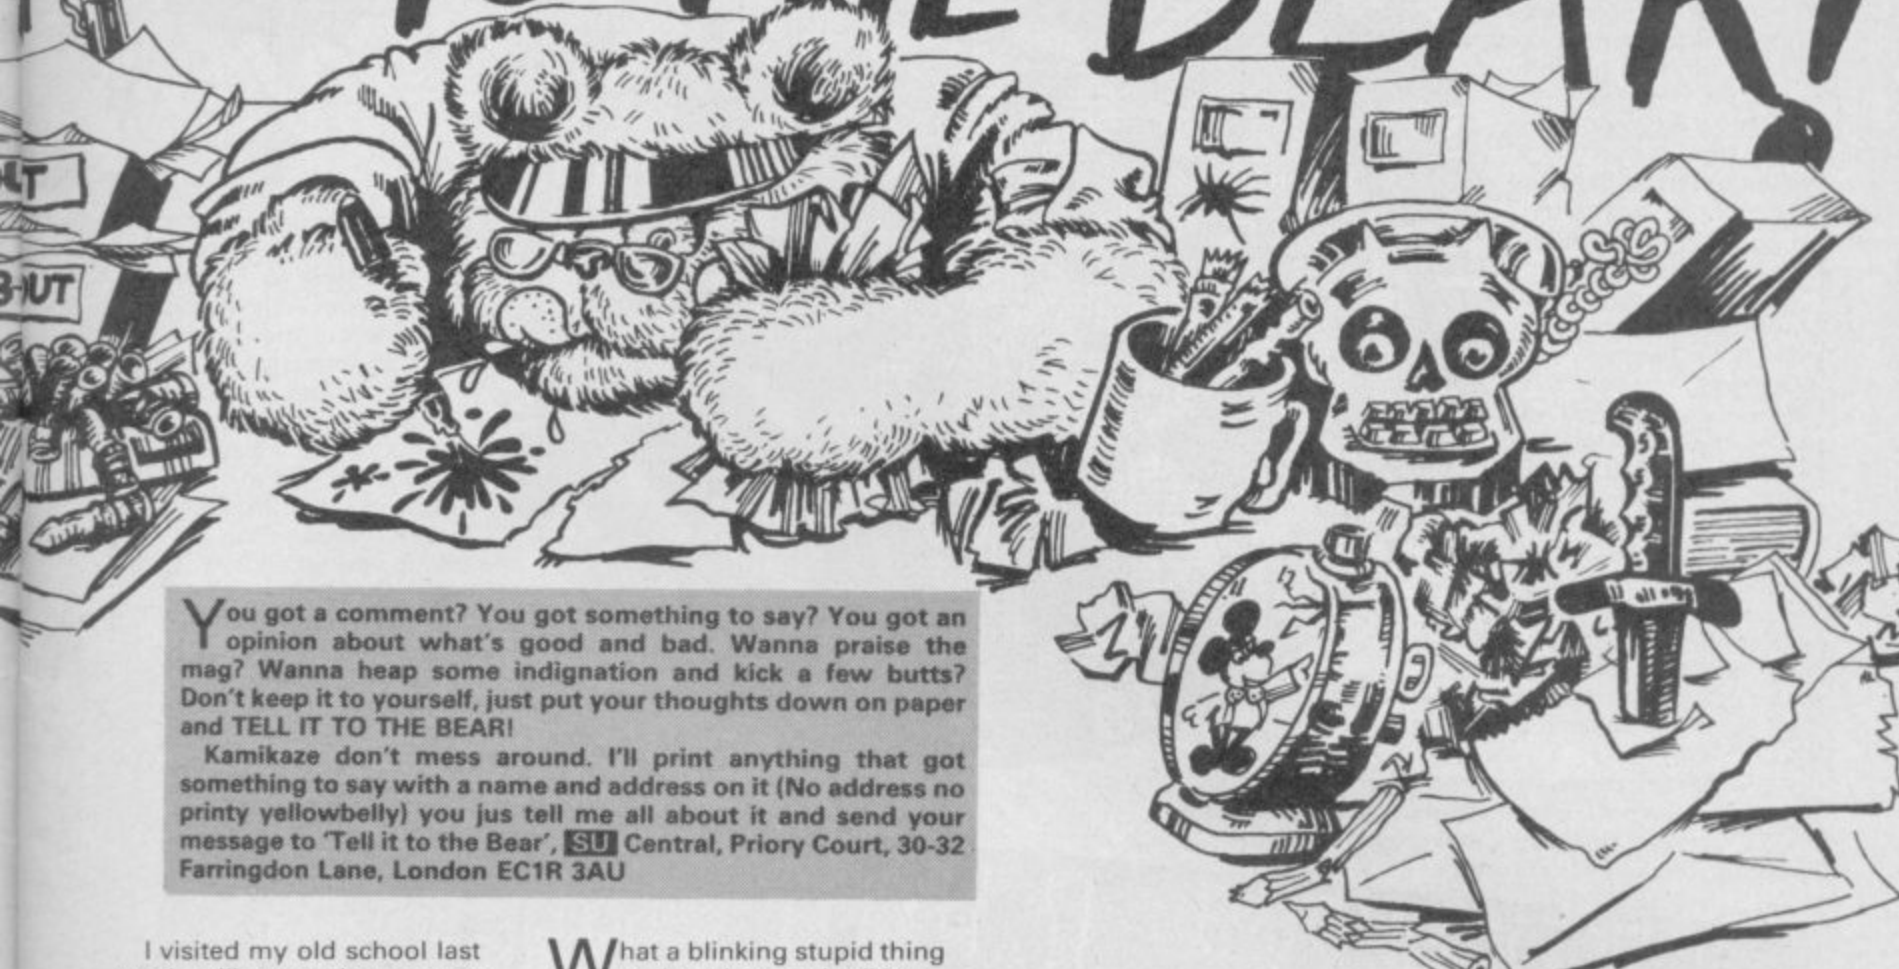 THE BEAR!
OUT
You got a comment? You got something to say? You got an
opinion about what's good and bad. Wanna praise the
mag? Wanna heap some indignation and kick a few butts?
Don't keep it to yourself, just put your thoughts down on paper
and TELL IT TO THE BEAR!
Kamikaze don't mess around. I'll print anything that got
something to say with a name and address on it (No address no
printy yellowbelly) you jus tell me all about it and send your
message to 'Tell it to the Bear', SU Central, Priory Court, 30-32
Farringdon Lane, London EC1R 3AU
I visited my old school last
What a blinking stupid thing